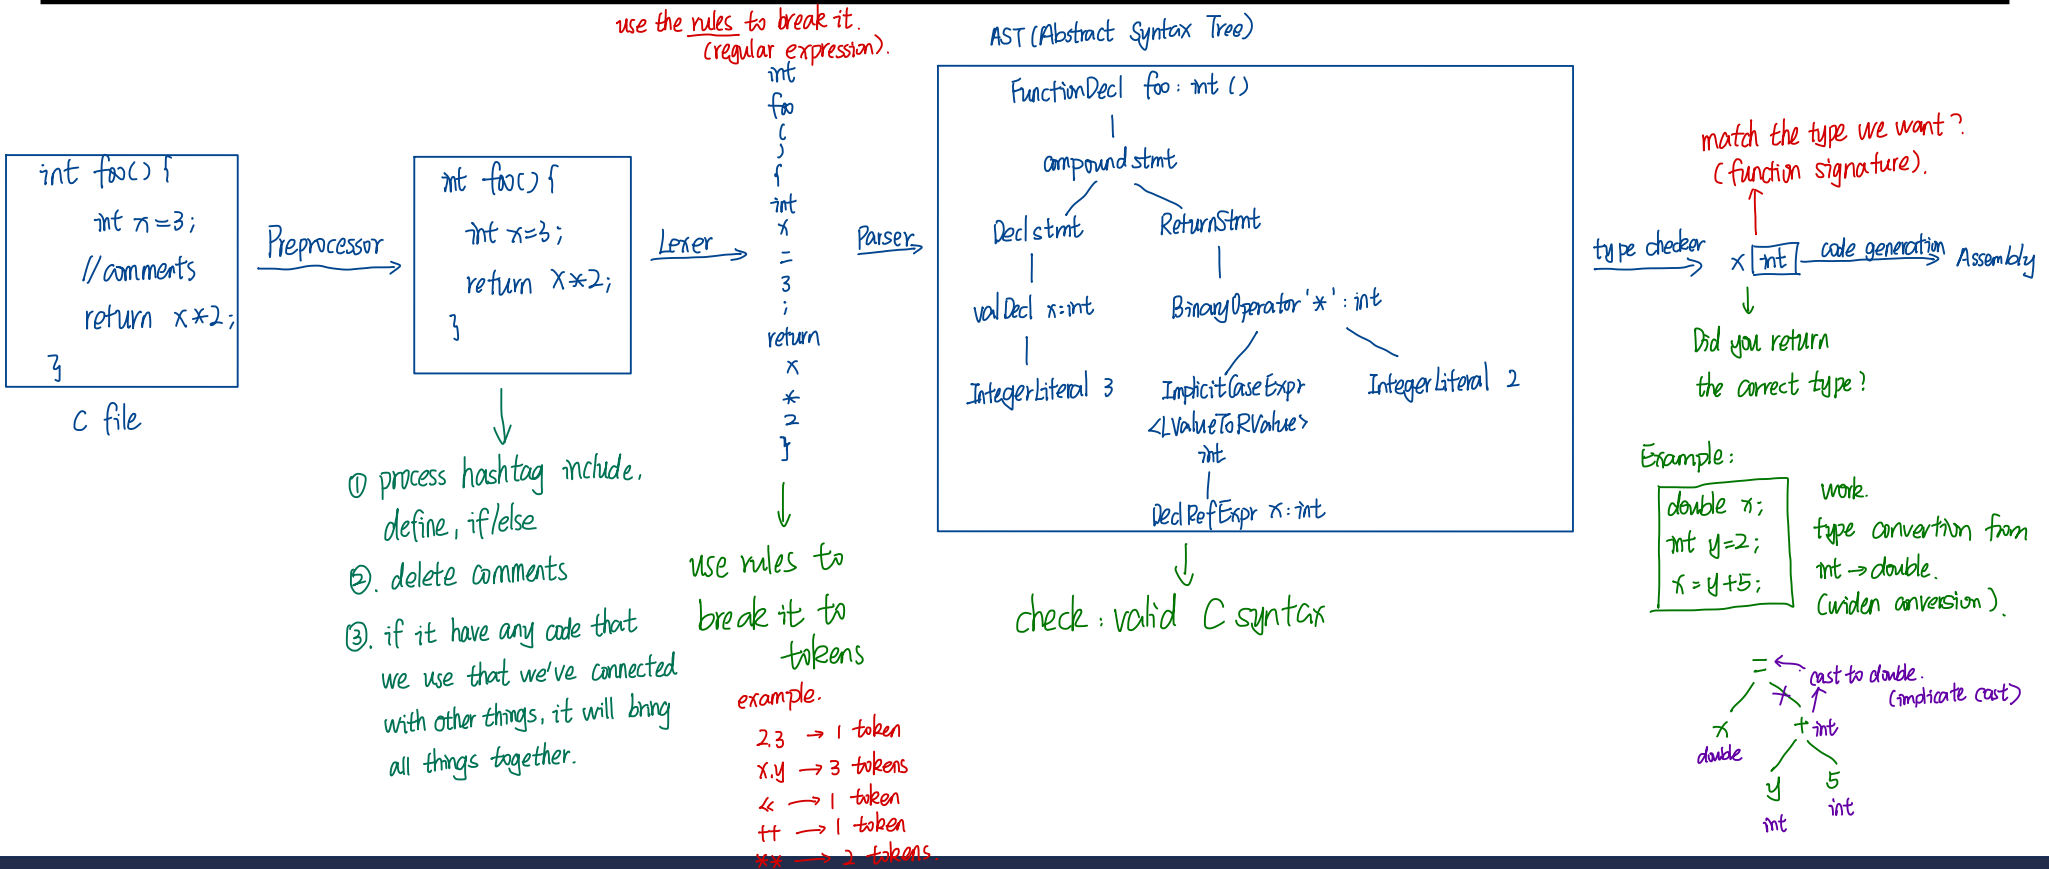 use the rules to break it.
(regular expression).
AST (Abstract Syntax Tree)
int foo() {
int x=3;
//comments
return x*2;
}
C file
Preprocessor
int foo() {
int x=3;
return x*2;
}
① process hashtag include,
define, if/else
②. delete comments
③. if it have any code that
we use that we've connected
with other things, it will bring
all things together.
Lexer
int
foo
(
)
{
int
x
=
3
;
return
x
*
2
}
use rules to
break it to
tokens
example.
2.3 → 1 token
x.y → 3 tokens
<< → 1 token
++ → 1 token
** → 2 tokens.
Parser
FunctionDecl foo: int ()
compound stmt
Decl stmt
ReturnStmt
valDecl x:int
BinaryOperator '*' : int
IntegerLiteral 3
ImplicitCaseExpr
<LValueToRValue>
int
IntegerLiteral 2
DeclRefExpr x:int
check: valid C syntax
type checker
match the type we want?
(function signature).
x int
code generation
Assembly
Did you return
the correct type?
Example:
double x;
int y=2;
x=y+5;
work.
type convertion from
int → double.
(widen conversion).
=
cast to double.
(implicate cast)
x
double
+ int
y
int
5
int